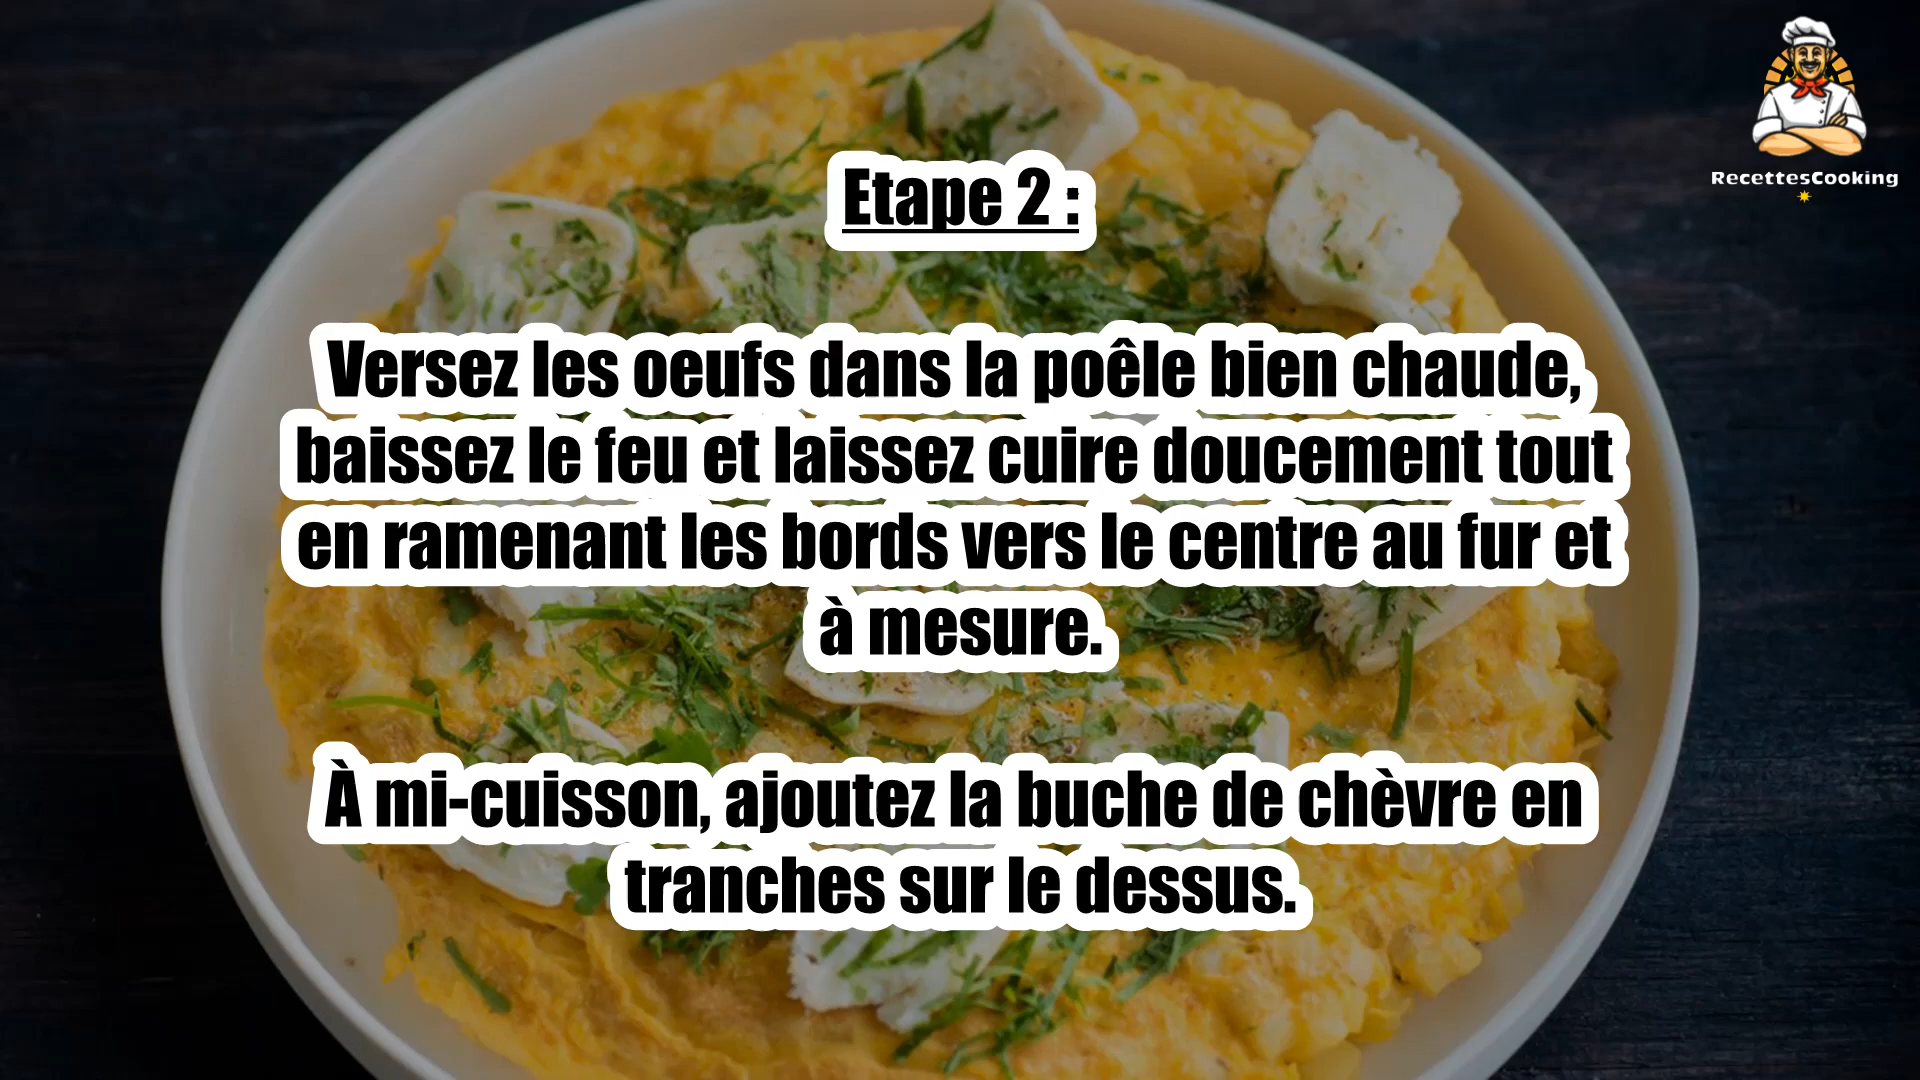 RecettesCooking
Etape 2 :
Versez les oeufs dans la poêle bien chaude,
baissez le feu et laissez cuire doucement tout
en ramenant les bords vers le centre au fur et
à mesure.
À mi-cuisson, ajoutez la buche de chèvre en
tranches sur le dessus.